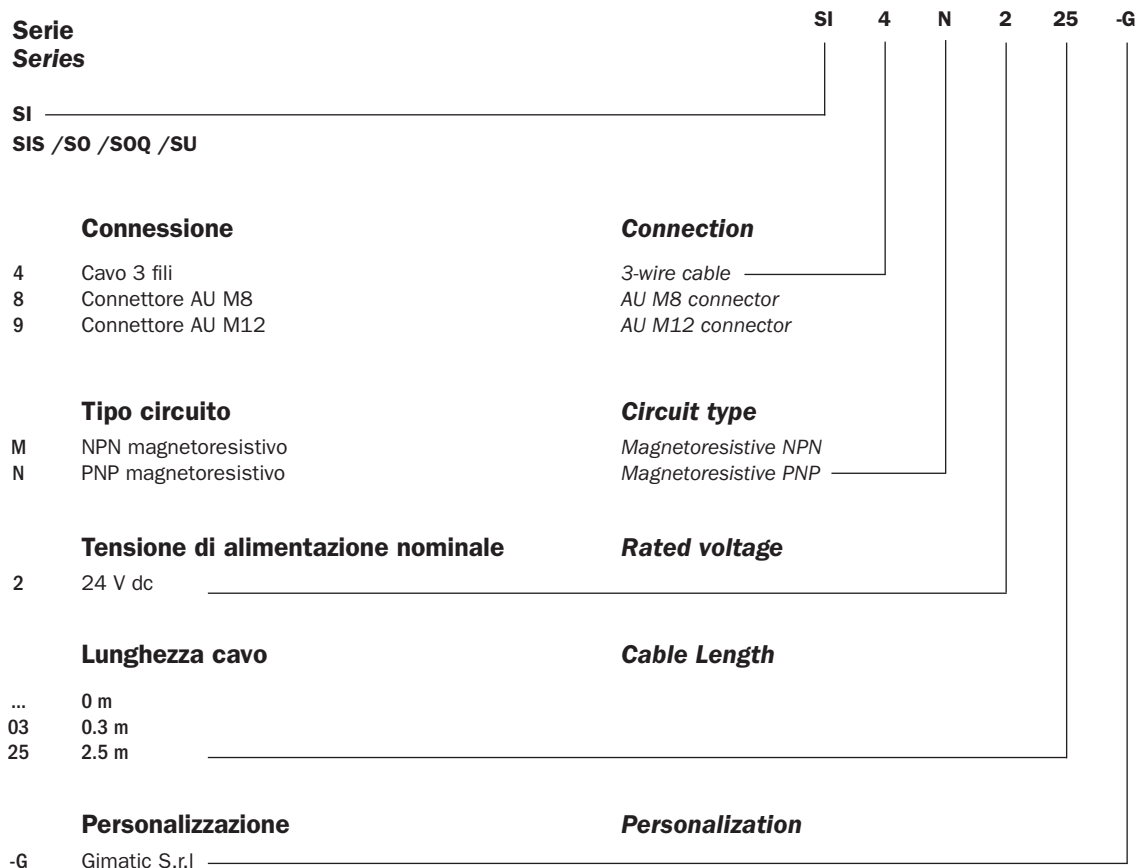 SI 4 N 2 25 -G
Serie
Series
SI
SIS /SO /SOQ /SU
Connessione Connection
4 Cavo 3 fili 3-wire cable
8 Connettore AU M8 AU M8 connector
9 Connettore AU M12 AU M12 connector
Tipo circuito Circuit type
M NPN magnetoresistivo Magnetoresistive NPN
N PNP magnetoresistivo Magnetoresistive PNP
Tensione di alimentazione nominale Rated voltage
2 24 V dc
Lunghezza cavo Cable Length
... 0 m
03 0.3 m
25 2.5 m
Personalizzazione Personalization
-G Gimatic S.r.l